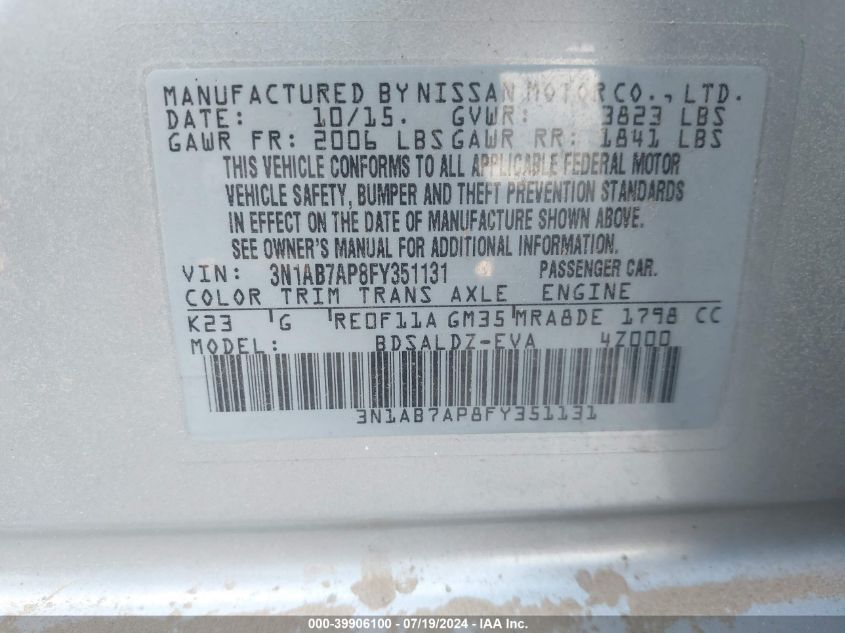 MANUFACTURED BY NISSAN MOTOR CO., LTD.
DATE: 10/15. GVWR: 3823 LBS
GAWR FR: 2006 LBS GAWR RR: 1841 LBS
THIS VEHICLE CONFORMS TO ALL APPLICABLE FEDERAL MOTOR
VEHICLE SAFETY, BUMPER AND THEFT PREVENTION STANDARDS
IN EFFECT ON THE DATE OF MANUFACTURE SHOWN ABOVE.
SEE OWNER'S MANUAL FOR ADDITIONAL INFORMATION.
VIN: 3N1AB7AP8FY351131 PASSENGER CAR.
COLOR TRIM TRANS AXLE ENGINE
K23 G RE0F11A GM35 MRA8DE 1798 CC
MODEL: BDSALDZ-EVA 4Z000
3N1AB7AP8FY351131
000-39906100 - 07/19/2024 - IAAI.COM